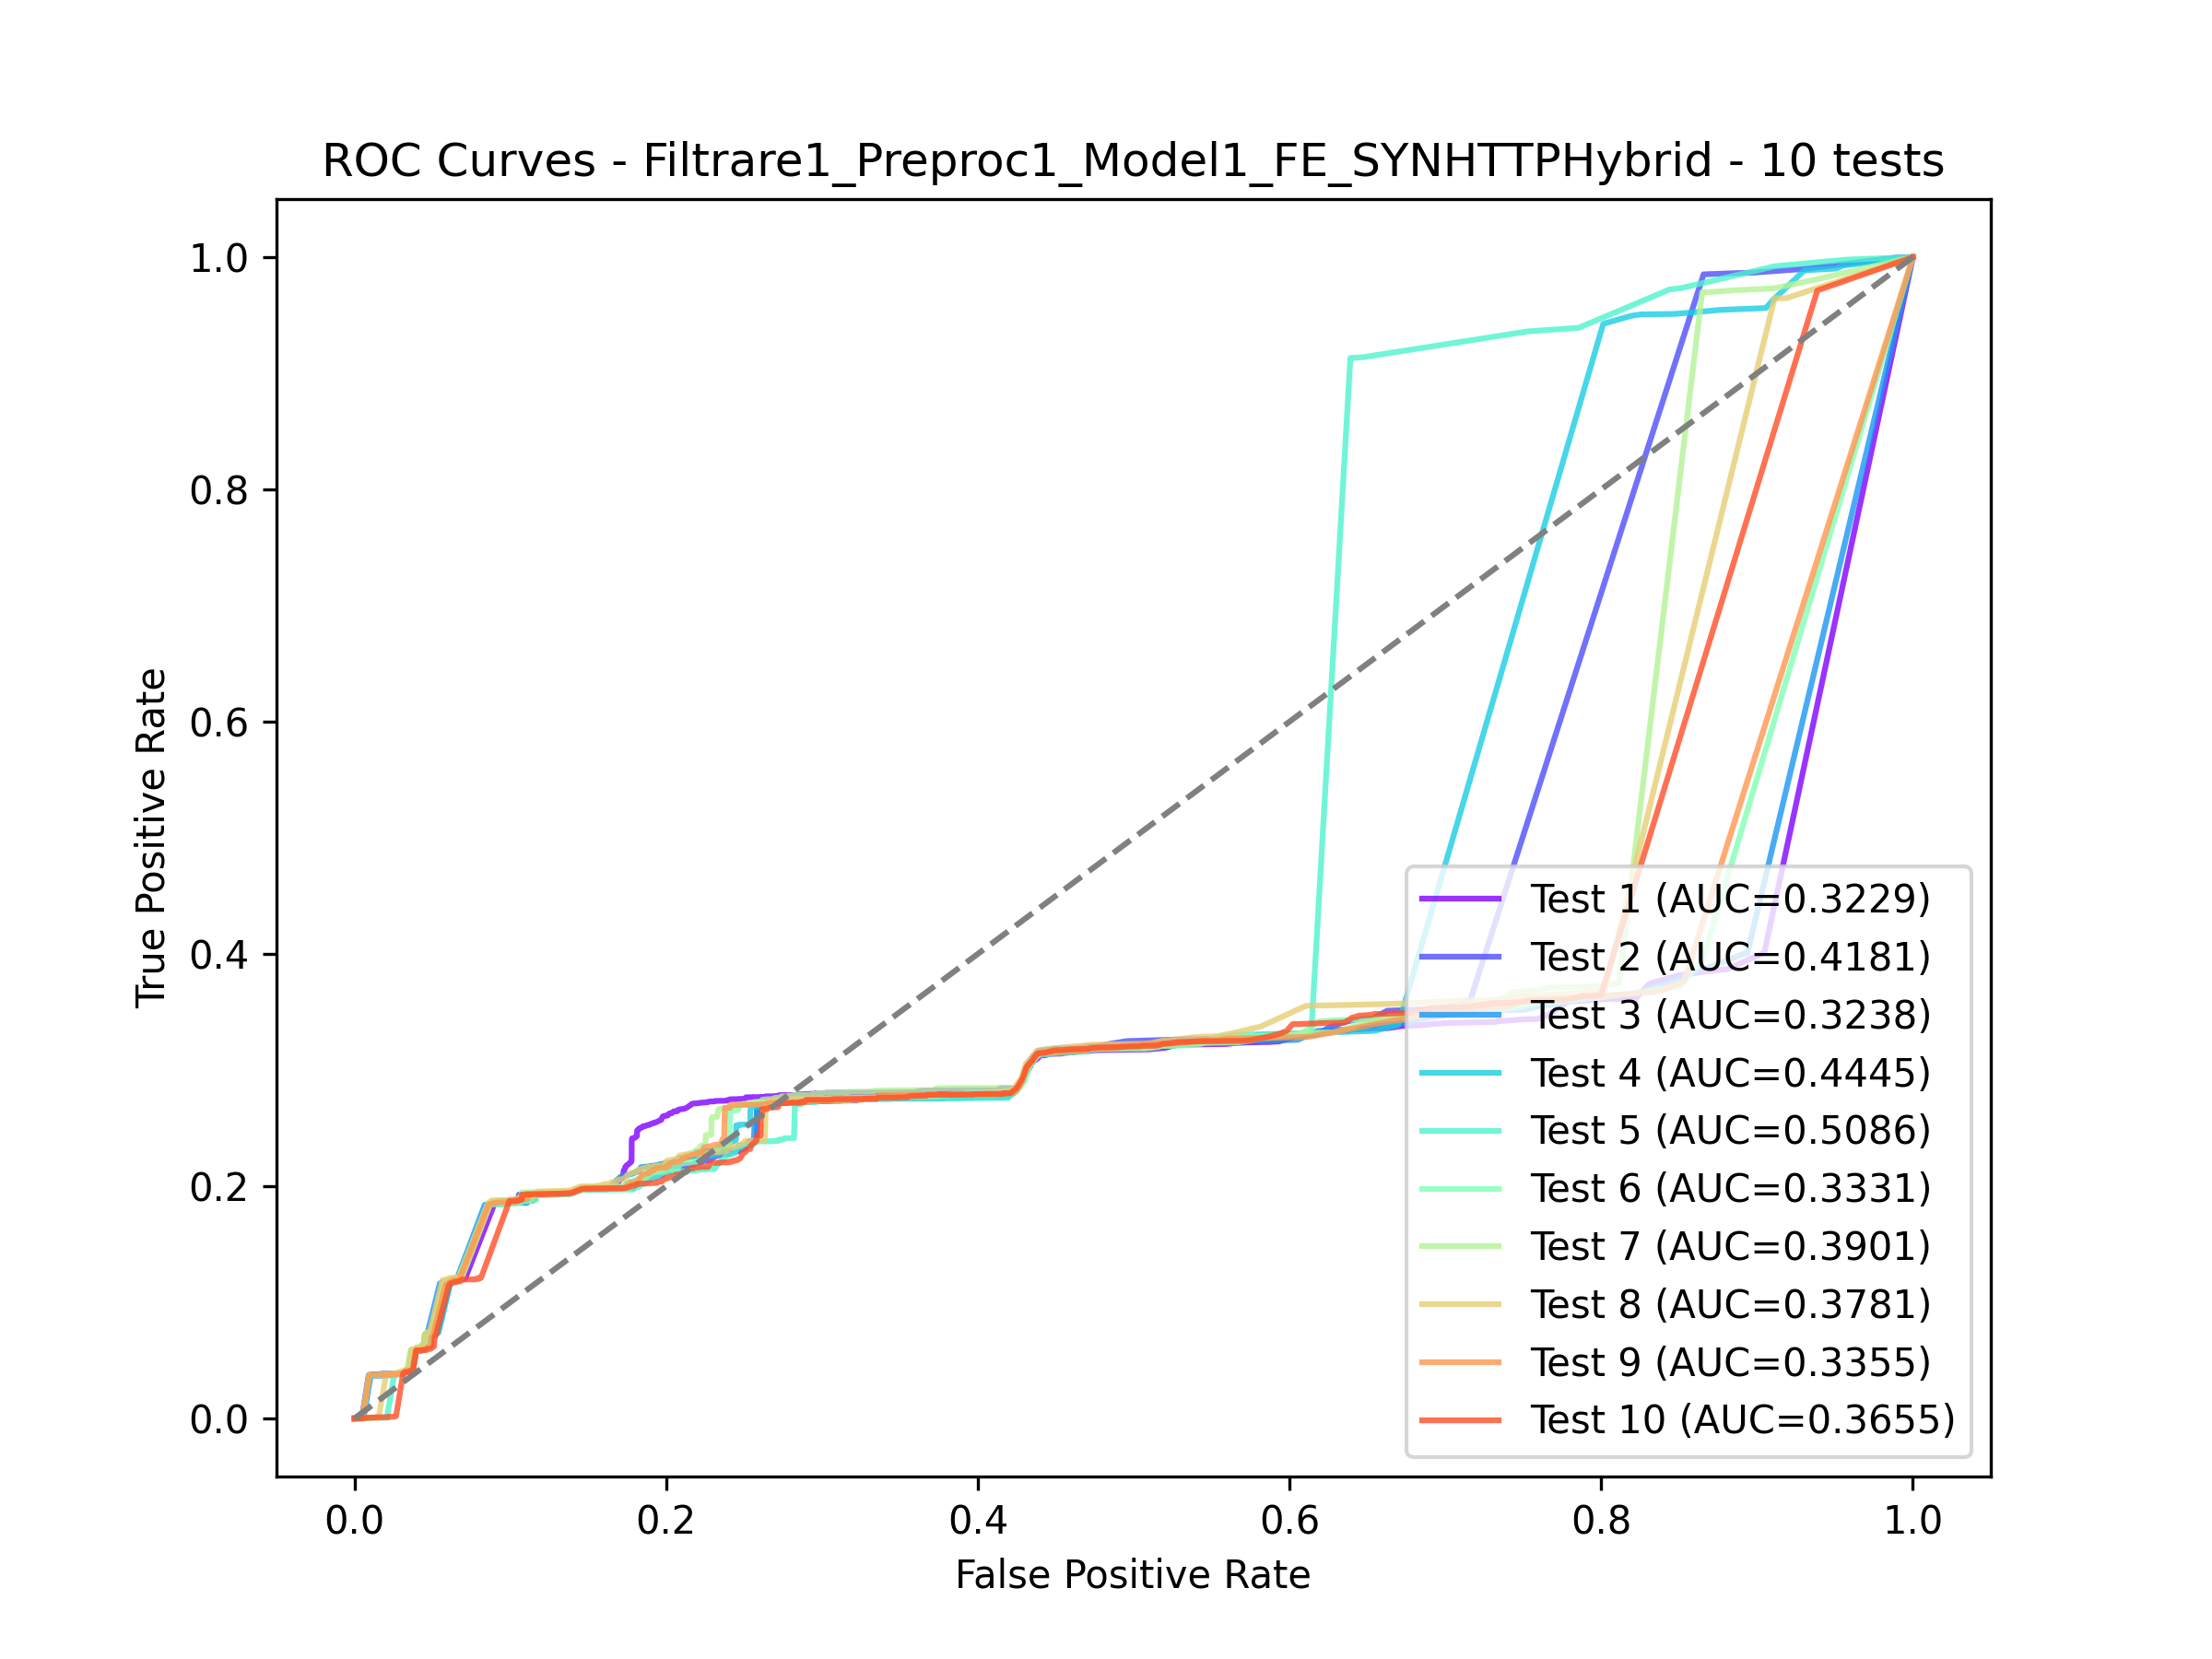 ROC Curves - Filtrare1_Preproc1_Model1_FE_SYNHTTPHybrid - 10 tests
True Positive Rate
1.0
0.8
0.6
0.4
0.2
0.0
Test 1 (AUC=0.3229)
Test 2 (AUC=0.4181)
Test 3 (AUC=0.3238)
Test 4 (AUC=0.4445)
Test 5 (AUC=0.5086)
Test 6 (AUC=0.3331)
Test 7 (AUC=0.3901)
Test 8 (AUC=0.3781)
Test 9 (AUC=0.3355)
Test 10 (AUC=0.3655)
0.0 0.2 0.4 0.6 0.8 1.0
False Positive Rate